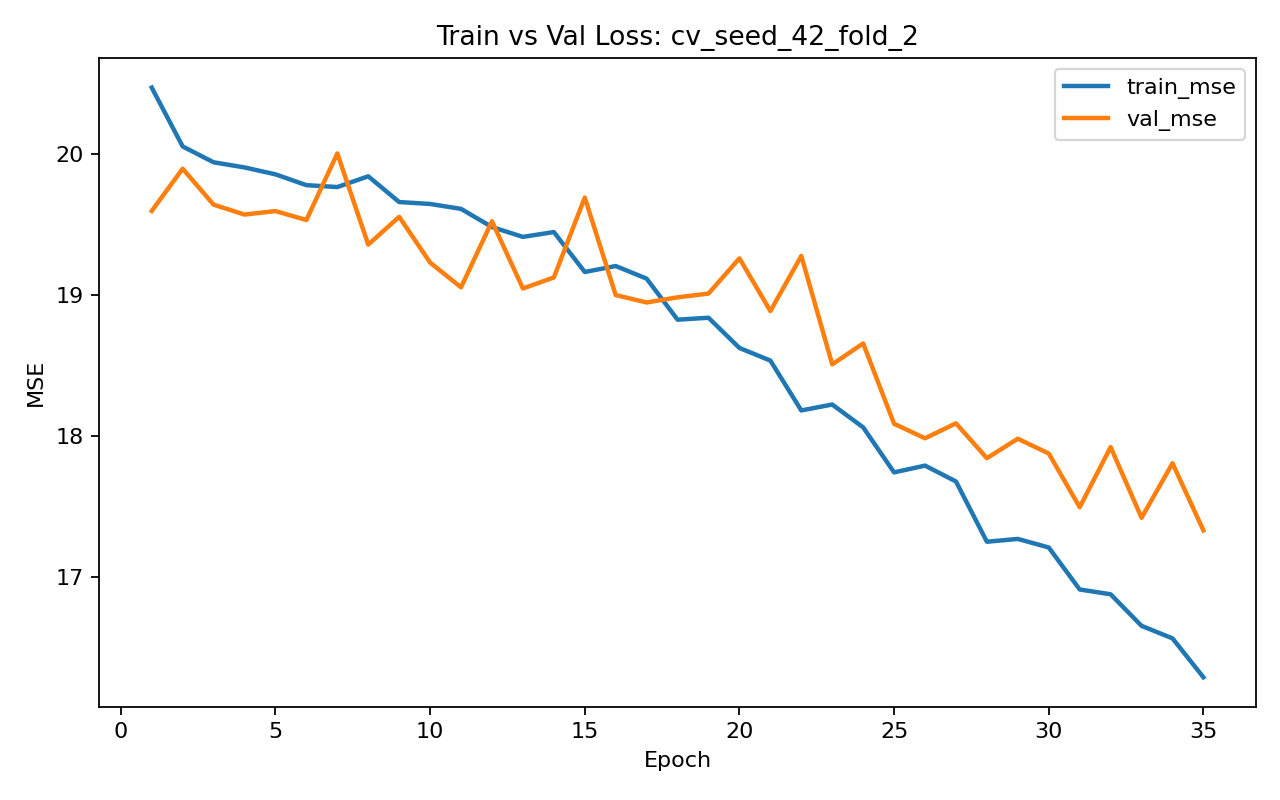 Train vs Val Loss: cv_seed_42_fold_2
train_mse
val_mse
20
19
18
17
MSE
0 5 10 15 20 25 30 35
Epoch